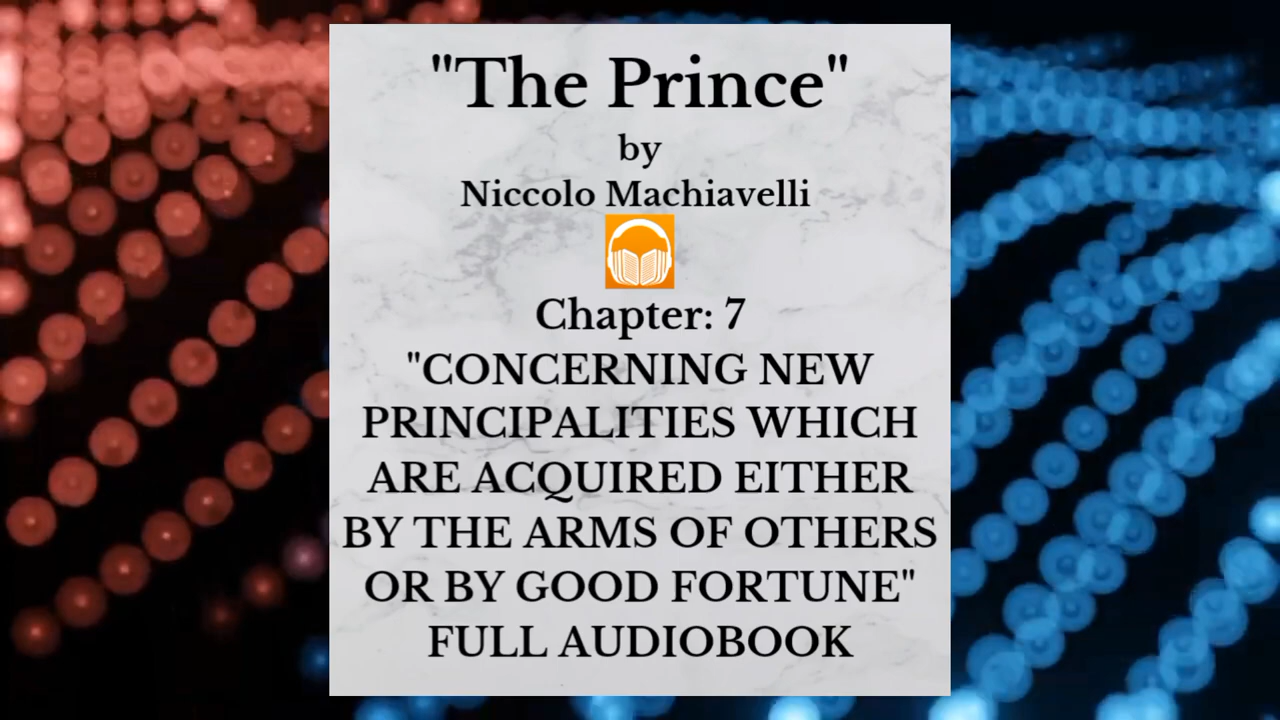 "The Prince"
by
Niccolo Machiavelli
Chapter: 7
"CONCERNING NEW
PRINCIPALITIES WHICH
ARE ACQUIRED EITHER
BY THE ARMS OF OTHERS
OR BY GOOD FORTUNE"
FULL AUDIOBOOK